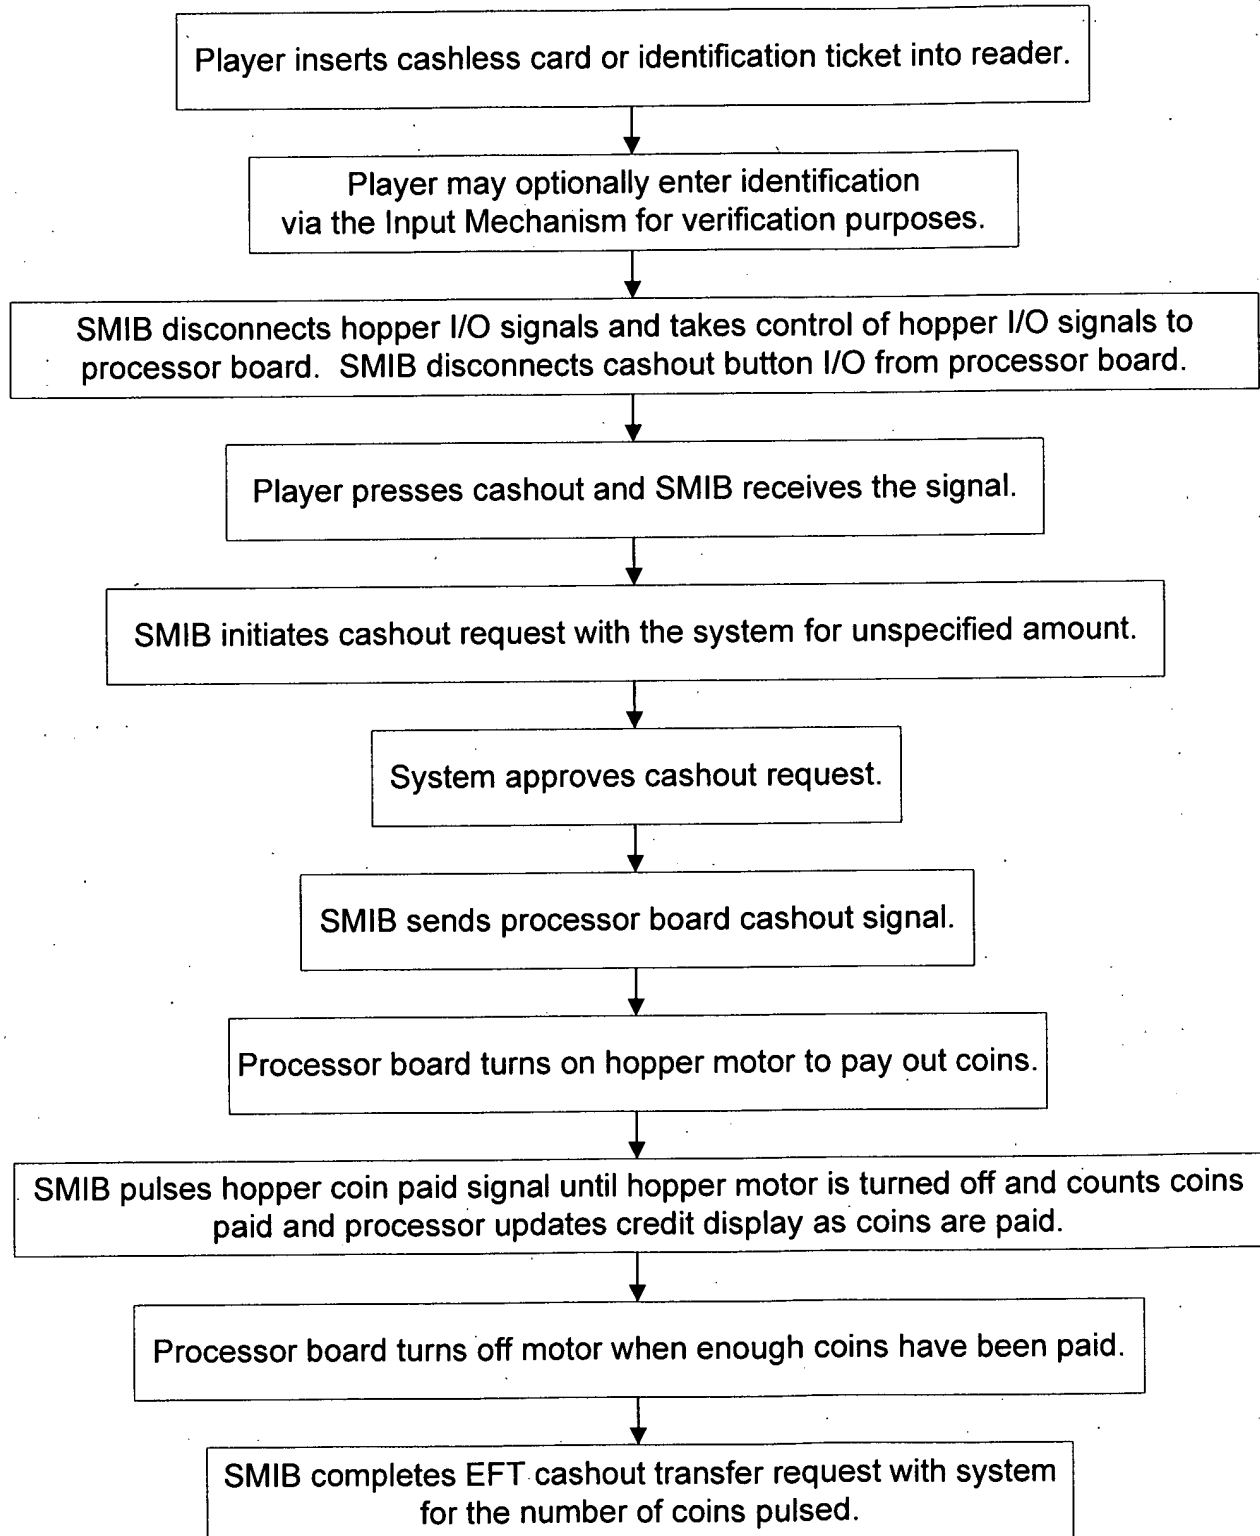 Player inserts cashless card or identification ticket into reader.
Player may optionally enter identification
via the Input Mechanism for verification purposes.
SMIB disconnects hopper I/O signals and takes control of hopper I/O signals to
processor board.  SMIB disconnects cashout button I/O from processor board.
Player presses cashout and SMIB receives the signal.
SMIB initiates cashout request with the system for unspecified amount.
System approves cashout request.
SMIB sends processor board cashout signal.
Processor board turns on hopper motor to pay out coins.
SMIB pulses hopper coin paid signal until hopper motor is turned off and counts coins
paid and processor updates credit display as coins are paid.
Processor board turns off motor when enough coins have been paid.
SMIB completes EFT cashout transfer request with system
for the number of coins pulsed.